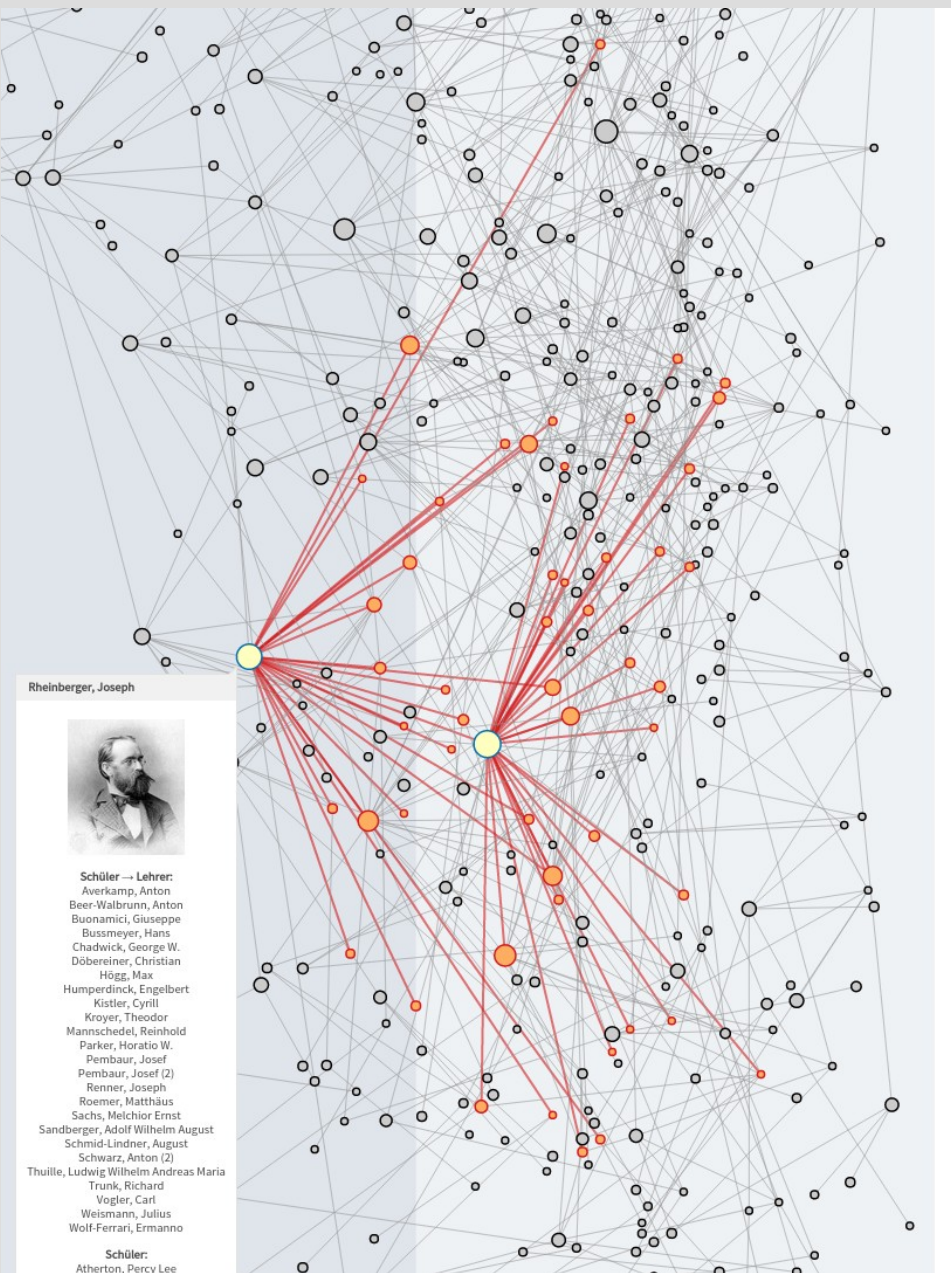 Rheinberger, Joseph
Schüler → Lehrer:
Averkamp, Anton
Beer-Walbrunn, Anton
Buonamici, Giuseppe
Bussmeyer, Hans
Chadwick, George W.
Döbereiner, Christian
Högg, Max
Humperdinck, Engelbert
Kistler, Cyrill
Kroyer, Theodor
Mannschedel, Reinhold
Parker, Horatio W.
Pembaur, Josef
Pembaur, Josef (2)
Renner, Joseph
Roemer, Matthäus
Sachs, Melchior Ernst
Sandberger, Adolf Wilhelm August
Schmid-Lindner, August
Schwarz, Anton (2)
Thuille, Ludwig Wilhelm Andreas Maria
Trunk, Richard
Vogler, Carl
Weismann, Julius
Wolf-Ferrari, Ermanno
Schüler:
Atherton, Percy Lee